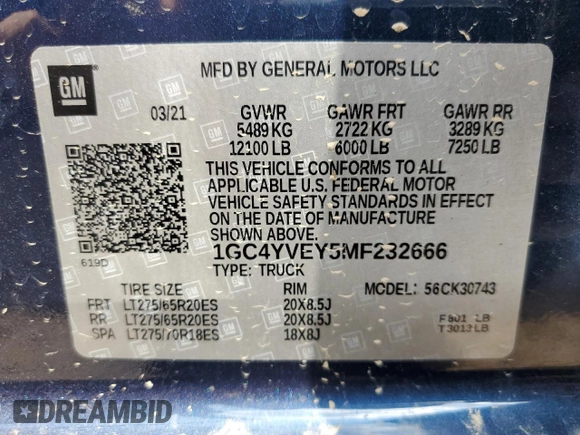 GM
MFD BY GENERAL MOTORS LLC
03/21 GVWR GAWR FRT GAWR RR
5489 KG 2722 KG 3289 KG
12100 LB 6000 LB 7250 LB
THIS VEHICLE CONFORMS TO ALL
APPLICABLE U.S. FEDERAL MOTOR
VEHICLE SAFETY STANDARDS IN EFFECT
ON THE DATE OF MANUFACTURE
SHOWN ABOVE.
619D
1GC4YVEY5MF232666
TYPE: TRUCK
TIRE SIZE RIM MODEL: 56CK30743
FRT LT275/65R20ES 20X8.5J
RR LT275/65R20ES 20X8.5J
SPA LT275/70R18ES 18X8J
T3013LB
DREAMBID